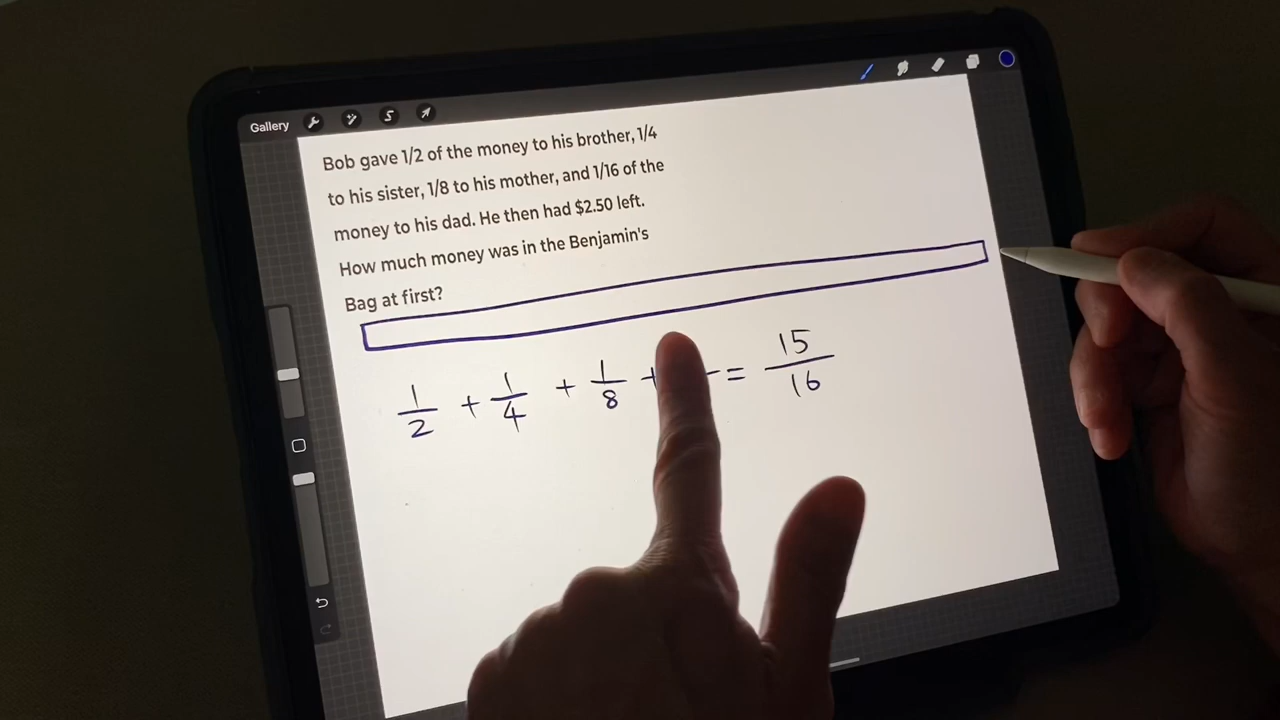 Gallery
Bob gave 1/2 of the money to his brother, 1/4
to his sister, 1/8 to his mother, and 1/16 of the
money to his dad. He then had $2.50 left.
How much money was in the Benjamin's
Bag at first?
1/2 + 1/4 + 1/8 + = 15/16